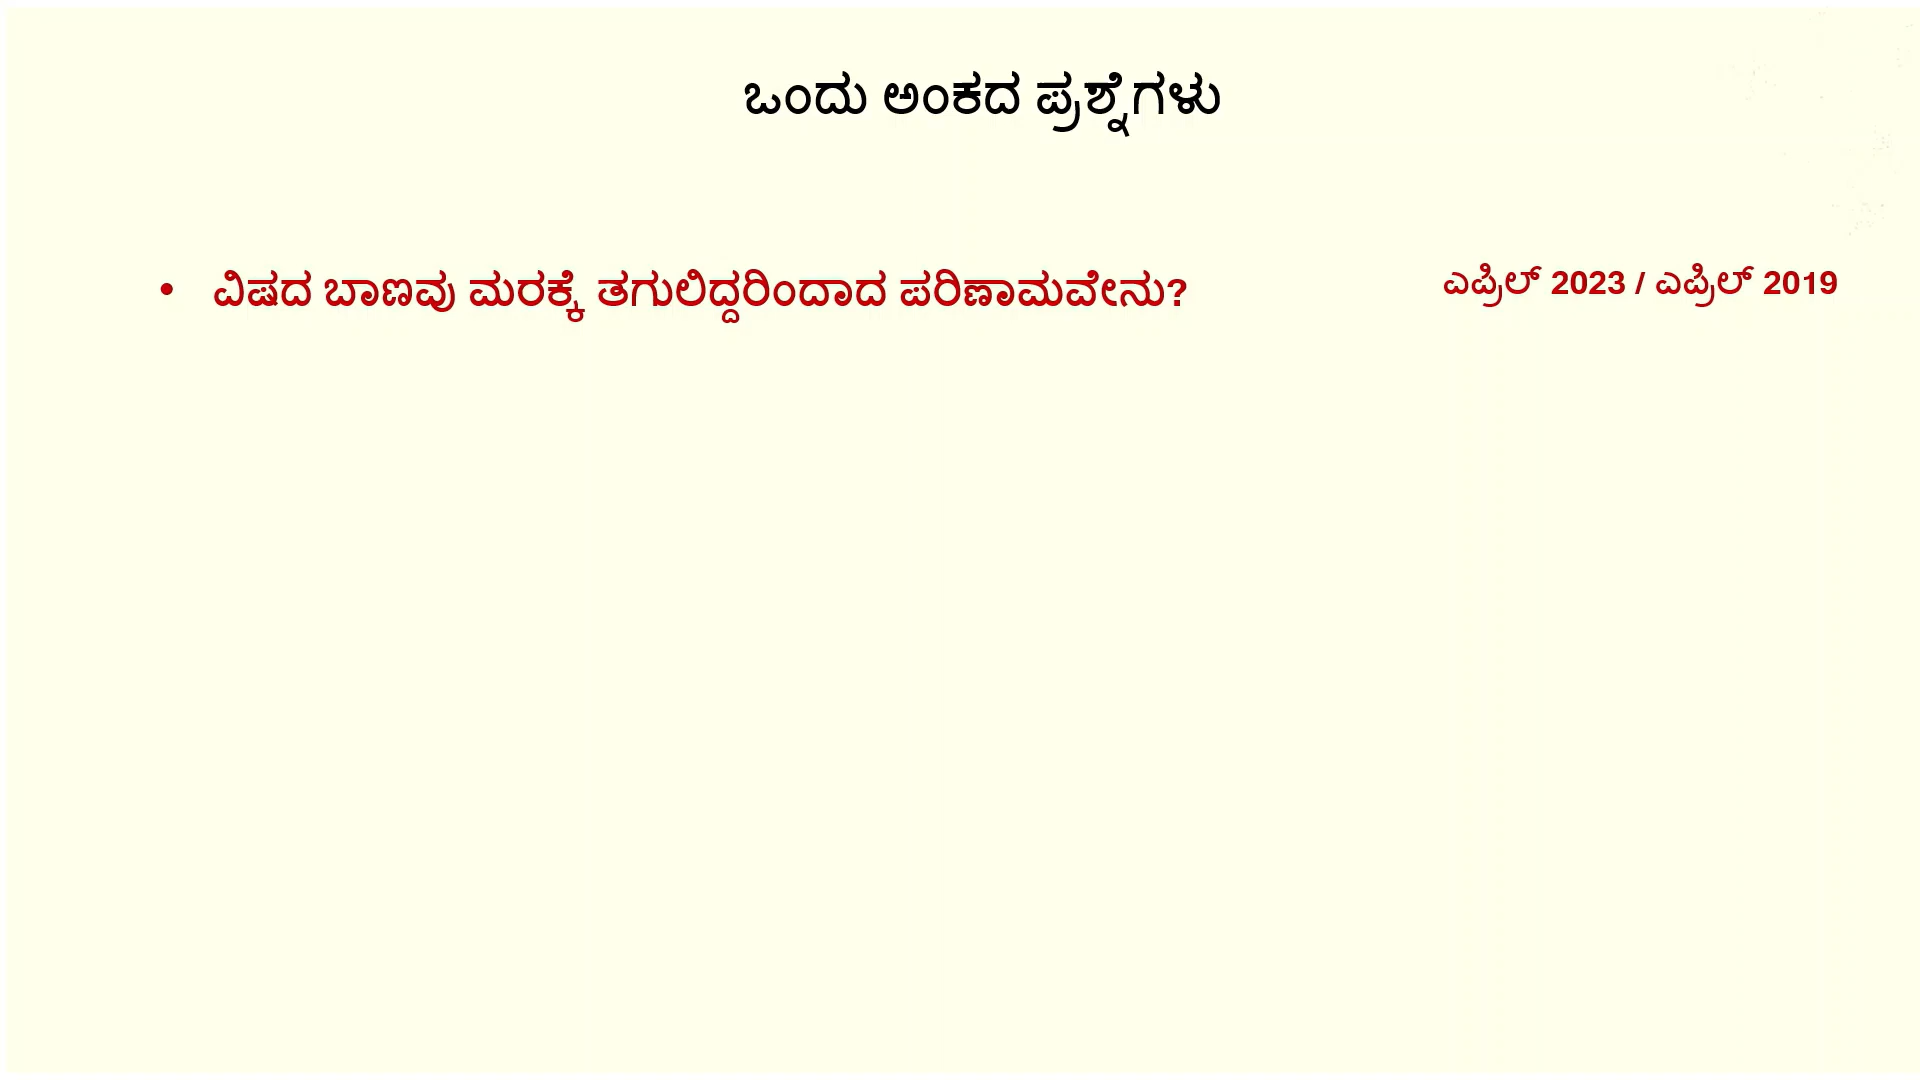 ಒಂದು ಅಂಕದ ಪ್ರಶ್ನೆಗಳು
• ವಿಷದ ಬಾಣವು ಮರಕ್ಕೆ ತಗುಲಿದ್ದರಿಂದಾದ ಪರಿಣಾಮವೇನು? ಎಪ್ರಿಲ್ 2023 / ಎಪ್ರಿಲ್ 2019